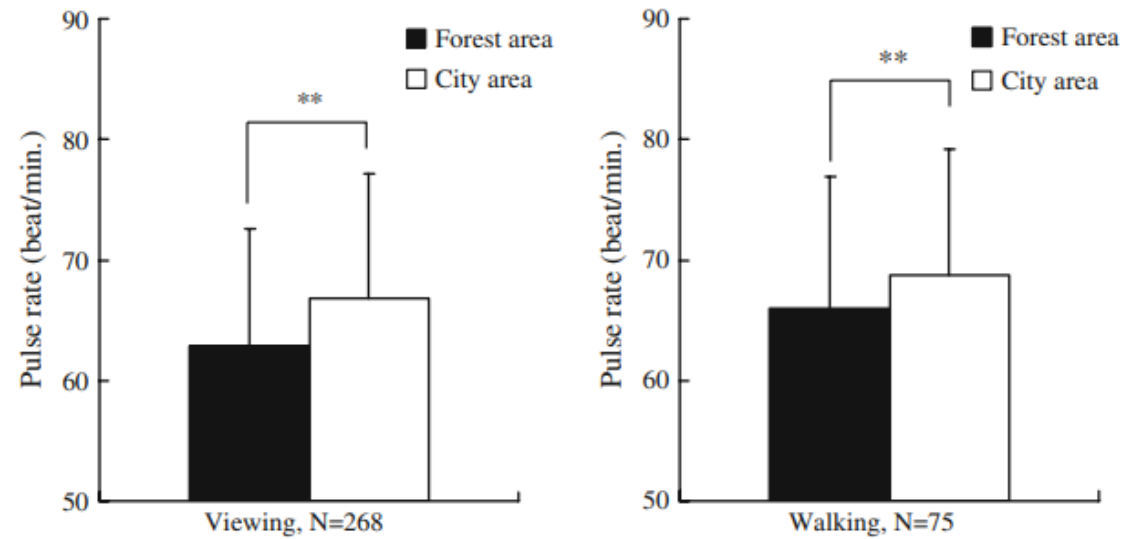 90
80
70
60
50
Pulse rate (beat/min.)
Forest area
City area
**
Viewing, N=268
90
80
70
60
50
Pulse rate (beat/min.)
Forest area
City area
**
Walking, N=75